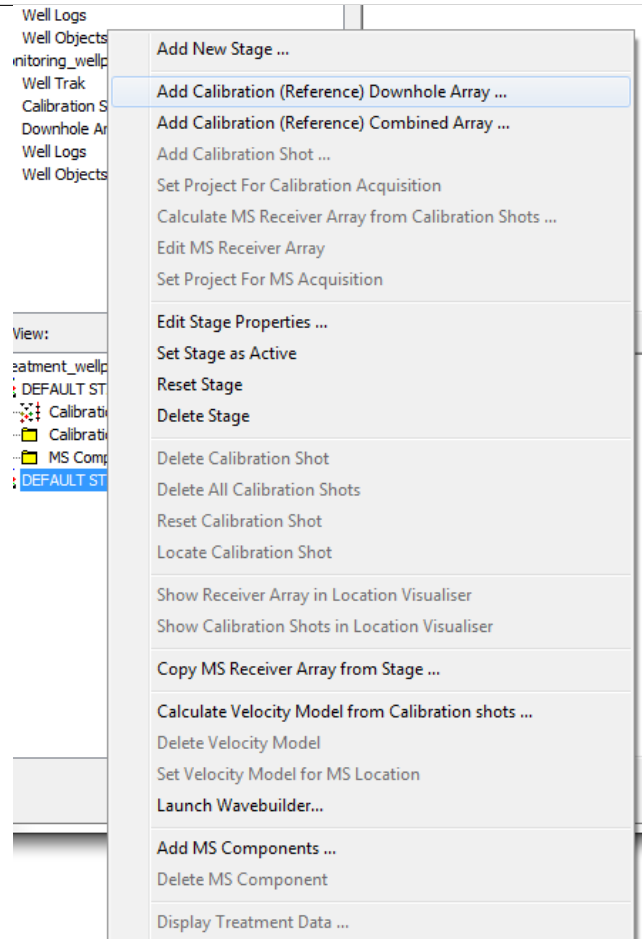 Well Logs
Well Objects
nitoring_wellp
Well Trak
Calibration S
Downhole Ar
Well Logs
Well Objects
View:
eatment_wellp
DEFAULT ST
Calibrati
Calibrati
MS Comp
DEFAULT ST
Add New Stage ...
Add Calibration (Reference) Downhole Array ...
Add Calibration (Reference) Combined Array ...
Add Calibration Shot ...
Set Project For Calibration Acquisition
Calculate MS Receiver Array from Calibration Shots ...
Edit MS Receiver Array
Set Project For MS Acquisition
Edit Stage Properties ...
Set Stage as Active
Reset Stage
Delete Stage
Delete Calibration Shot
Delete All Calibration Shots
Reset Calibration Shot
Locate Calibration Shot
Show Receiver Array in Location Visualiser
Show Calibration Shots in Location Visualiser
Copy MS Receiver Array from Stage ...
Calculate Velocity Model from Calibration shots ...
Delete Velocity Model
Set Velocity Model for MS Location
Launch Wavebuilder...
Add MS Components ...
Delete MS Component
Display Treatment Data ...